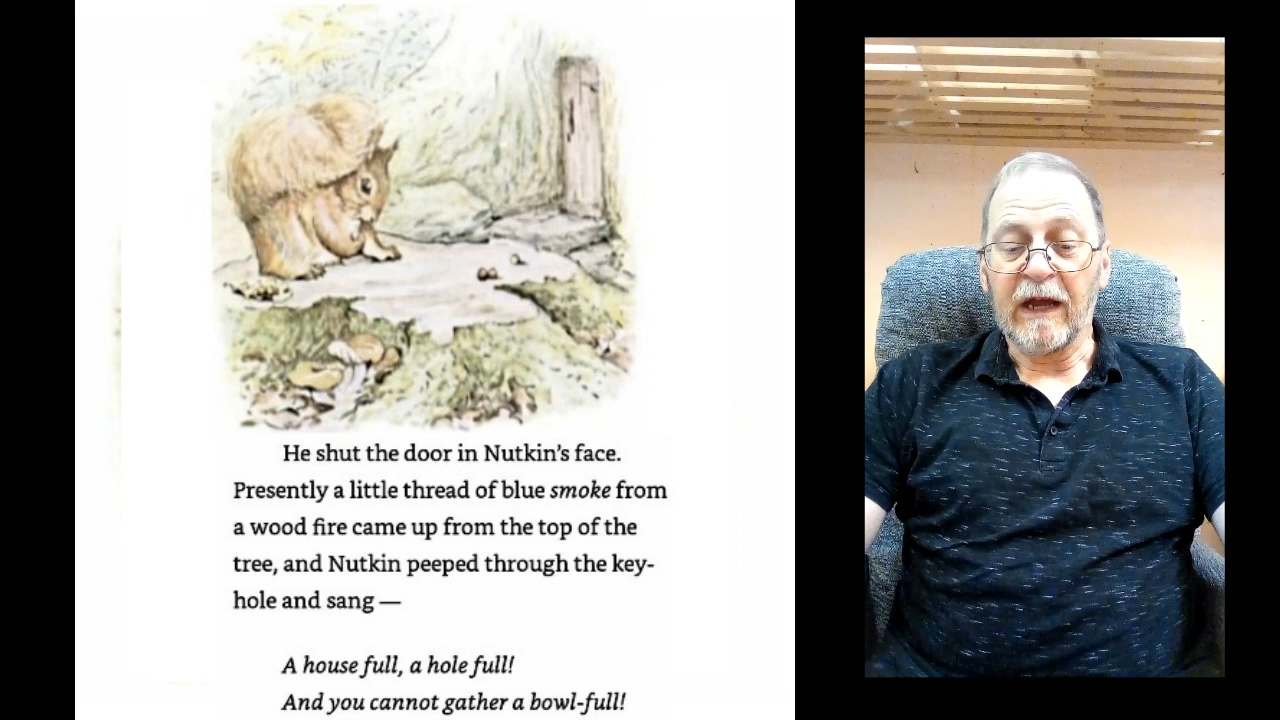 He shut the door in Nutkin's face.
Presently a little thread of blue smoke from
a wood fire came up from the top of the
tree, and Nutkin peeped through the key-
hole and sang —
A house full, a hole full!
And you cannot gather a bowl-full!